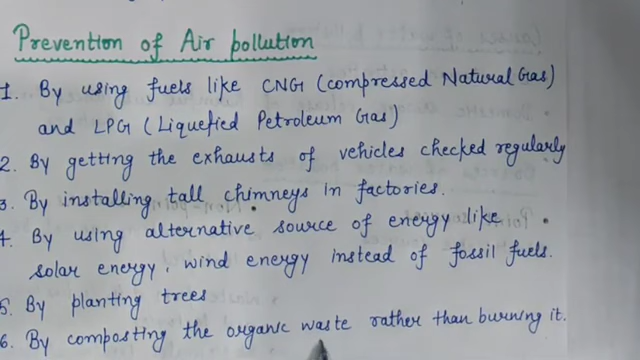 Prevention of Air pollution
1. By using fuels like CNG (compressed Natural Gas)
and LPG (Liquefied Petroleum Gas)
2. By getting the exhausts of vehicles checked regularly
3. By installing tall chimneys in factories.
4. By using alternative source of energy like
solar energy, wind energy instead of fossil fuels.
5. By planting trees
6. By composting the organic waste rather than burning it.